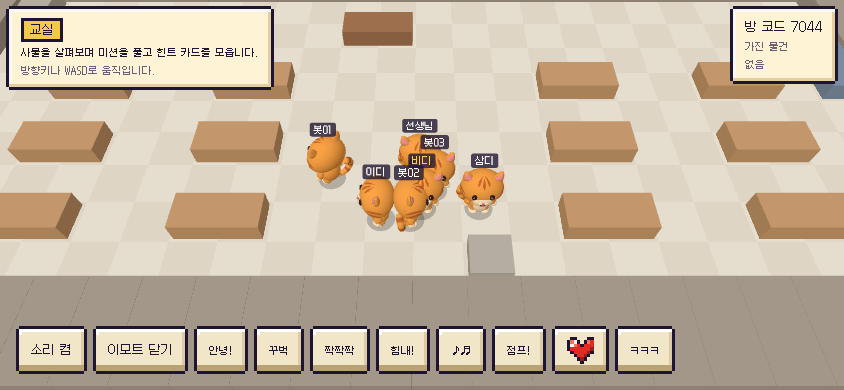 교실
사물을 살펴보며 미션을 풀고 힌트 카드를 모읍니다.
방향키나 WASD로 움직입니다.
방 코드 7044
가진 물건
없음
봇01
선생님
봇03
비디
이디
봇02
삼디
소리 켬
이모트 닫기
안녕!
꾸벅
짝짝짝
힘내!
♪♬
점프!
ㅋㅋㅋ